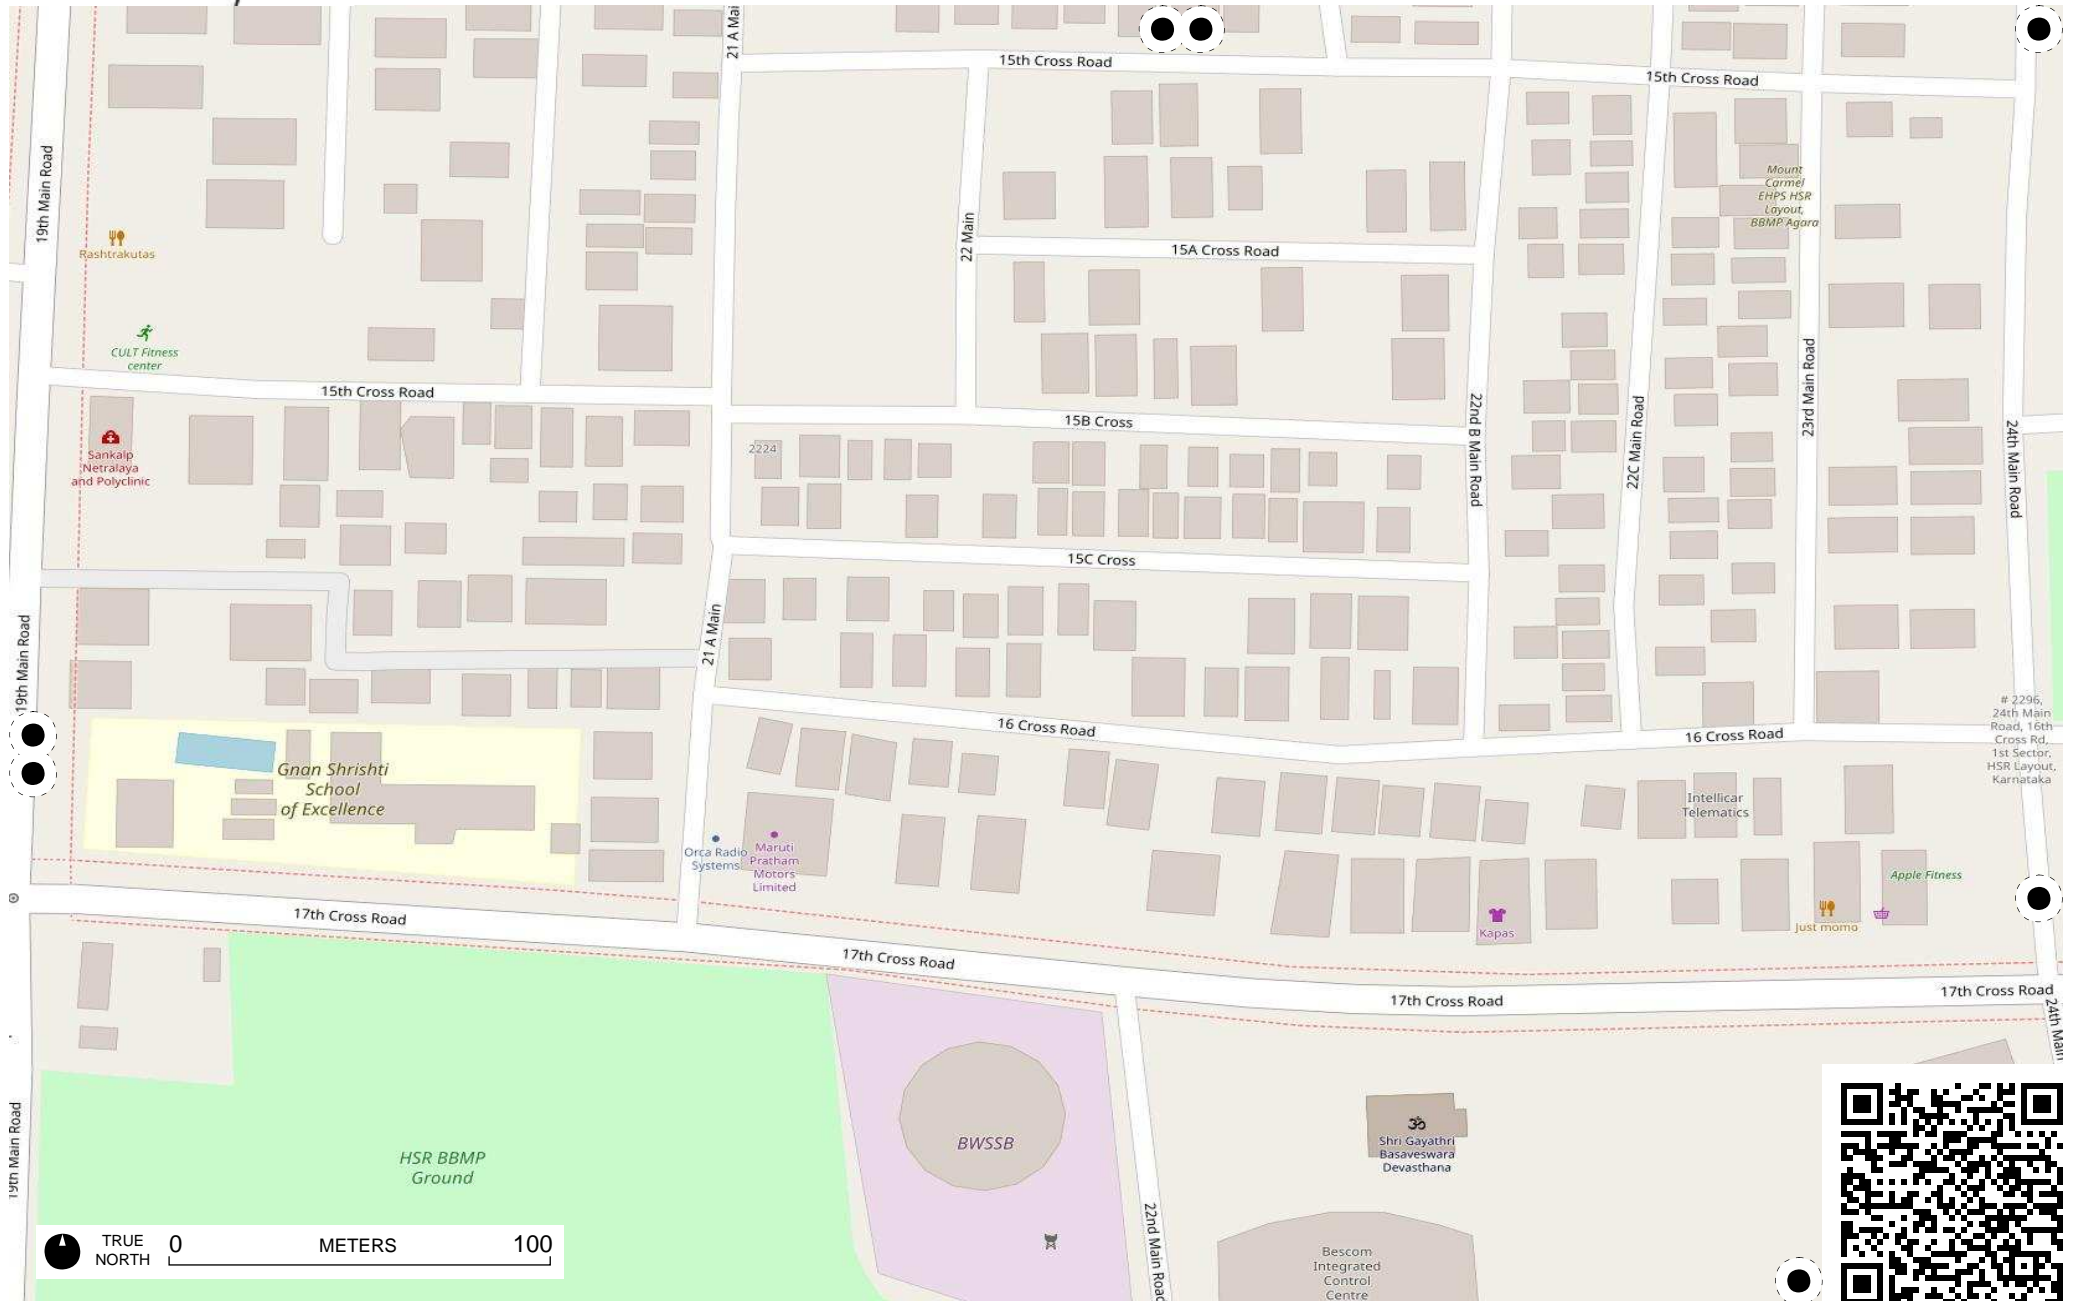 21 A Mai
15th Cross Road
15th Cross Road
19th Main Road
Mount
Carmel
EHPS HSR
Layout,
BBMP Agara
Rashtrakutas
22 Main
15A Cross Road
CULT Fitness
center
15th Cross Road
15B Cross
22nd B Main Road
22C Main Road
23rd Main Road
24th Main Road
2224
Sankalp
Netralaya
and Polyclinic
15C Cross
19th Main Road
21 A Main
16 Cross Road
16 Cross Road
# 2296,
24th Main
Road, 16th
Cross Rd,
1st Sector,
HSR Layout,
Karnataka
Gnan Shrishti
School
of Excellence
Intellicar
Telematics
Orca Radio
Systems
Maruti
Pratham
Motors
Limited
Apple Fitness
17th Cross Road
Kapas
Just momo
17th Cross Road
17th Cross Road
17th Cross Road
24th Main
19th Main Road
HSR BBMP
Ground
BWSSB
ॐ
Shri Gayathri
Basaveswara
Devasthana
22nd Main Road
TRUE
NORTH
0 METERS 100
Bescom
Integrated
Control
Centre